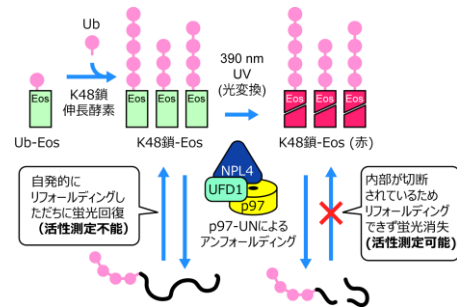 Ub
K48鎖
伸長酵素
390 nm
UV
(光変換)
Eos
Eos
Eos
Eos
Eos
Eos
Eos
Ub-Eos
K48鎖-Eos
K48鎖-Eos (赤)
自発的に
リフォールディングし
ただちに蛍光回復
(活性測定不能)
NPL4
UFD1
p97
p97-UNによる
アンフォールディング
内部が切断
されているため
リフォールディング
できず蛍光消失
(活性測定可能)